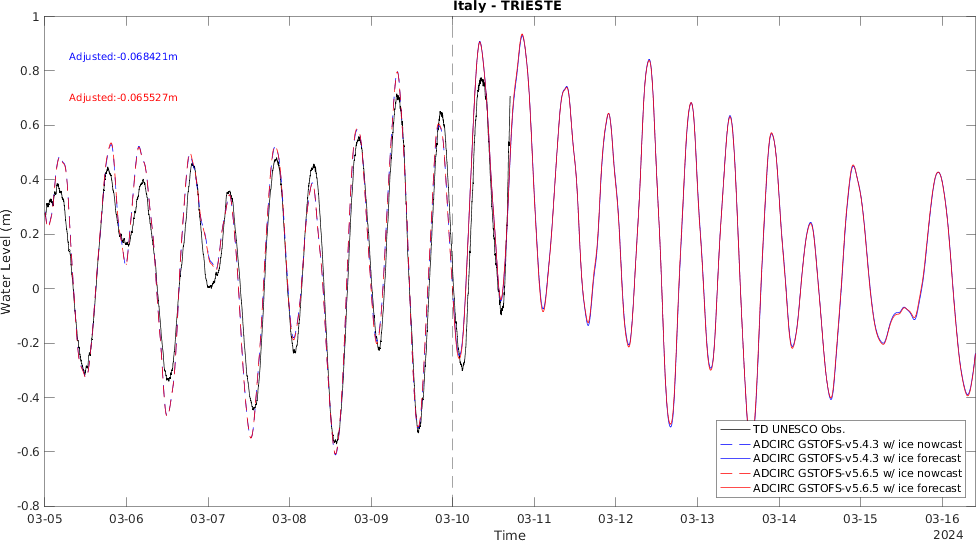 Italy - TRIESTE
Adjusted:-0.068421m
Adjusted:-0.065527m
Water Level (m)
1
0.8
0.6
0.4
0.2
0
-0.2
-0.4
-0.6
-0.8
TD UNESCO Obs.
ADCIRC GSTOFS-v5.4.3 w/ ice nowcast
ADCIRC GSTOFS-v5.4.3 w/ ice forecast
ADCIRC GSTOFS-v5.6.5 w/ ice nowcast
ADCIRC GSTOFS-v5.6.5 w/ ice forecast
03-05 03-06 03-07 03-08 03-09 03-10 03-11 03-12 03-13 03-14 03-15 03-16
Time
2024